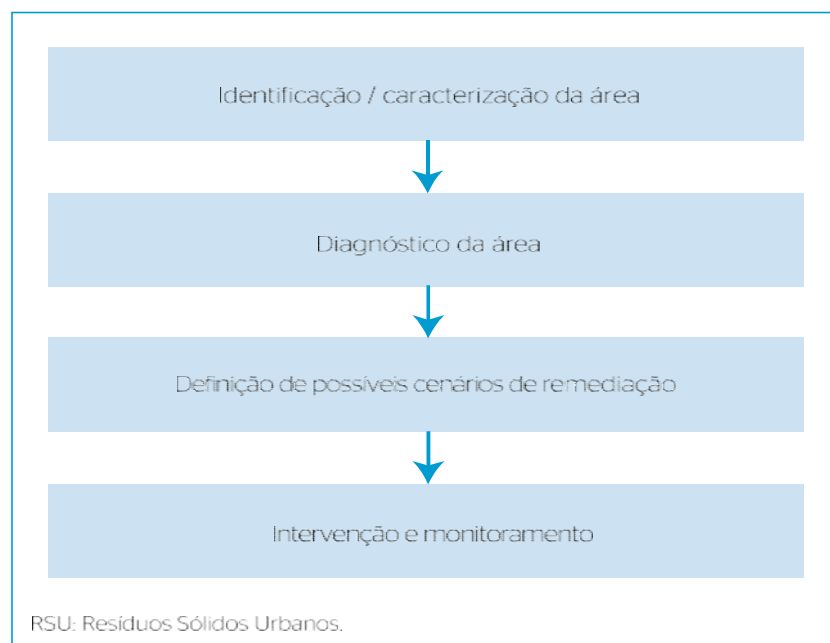 Identificação / caracterização da área
Diagnóstico da área
Definição de possíveis cenários de remediação
Intervenção e monitoramento
RSU: Resíduos Sólidos Urbanos.